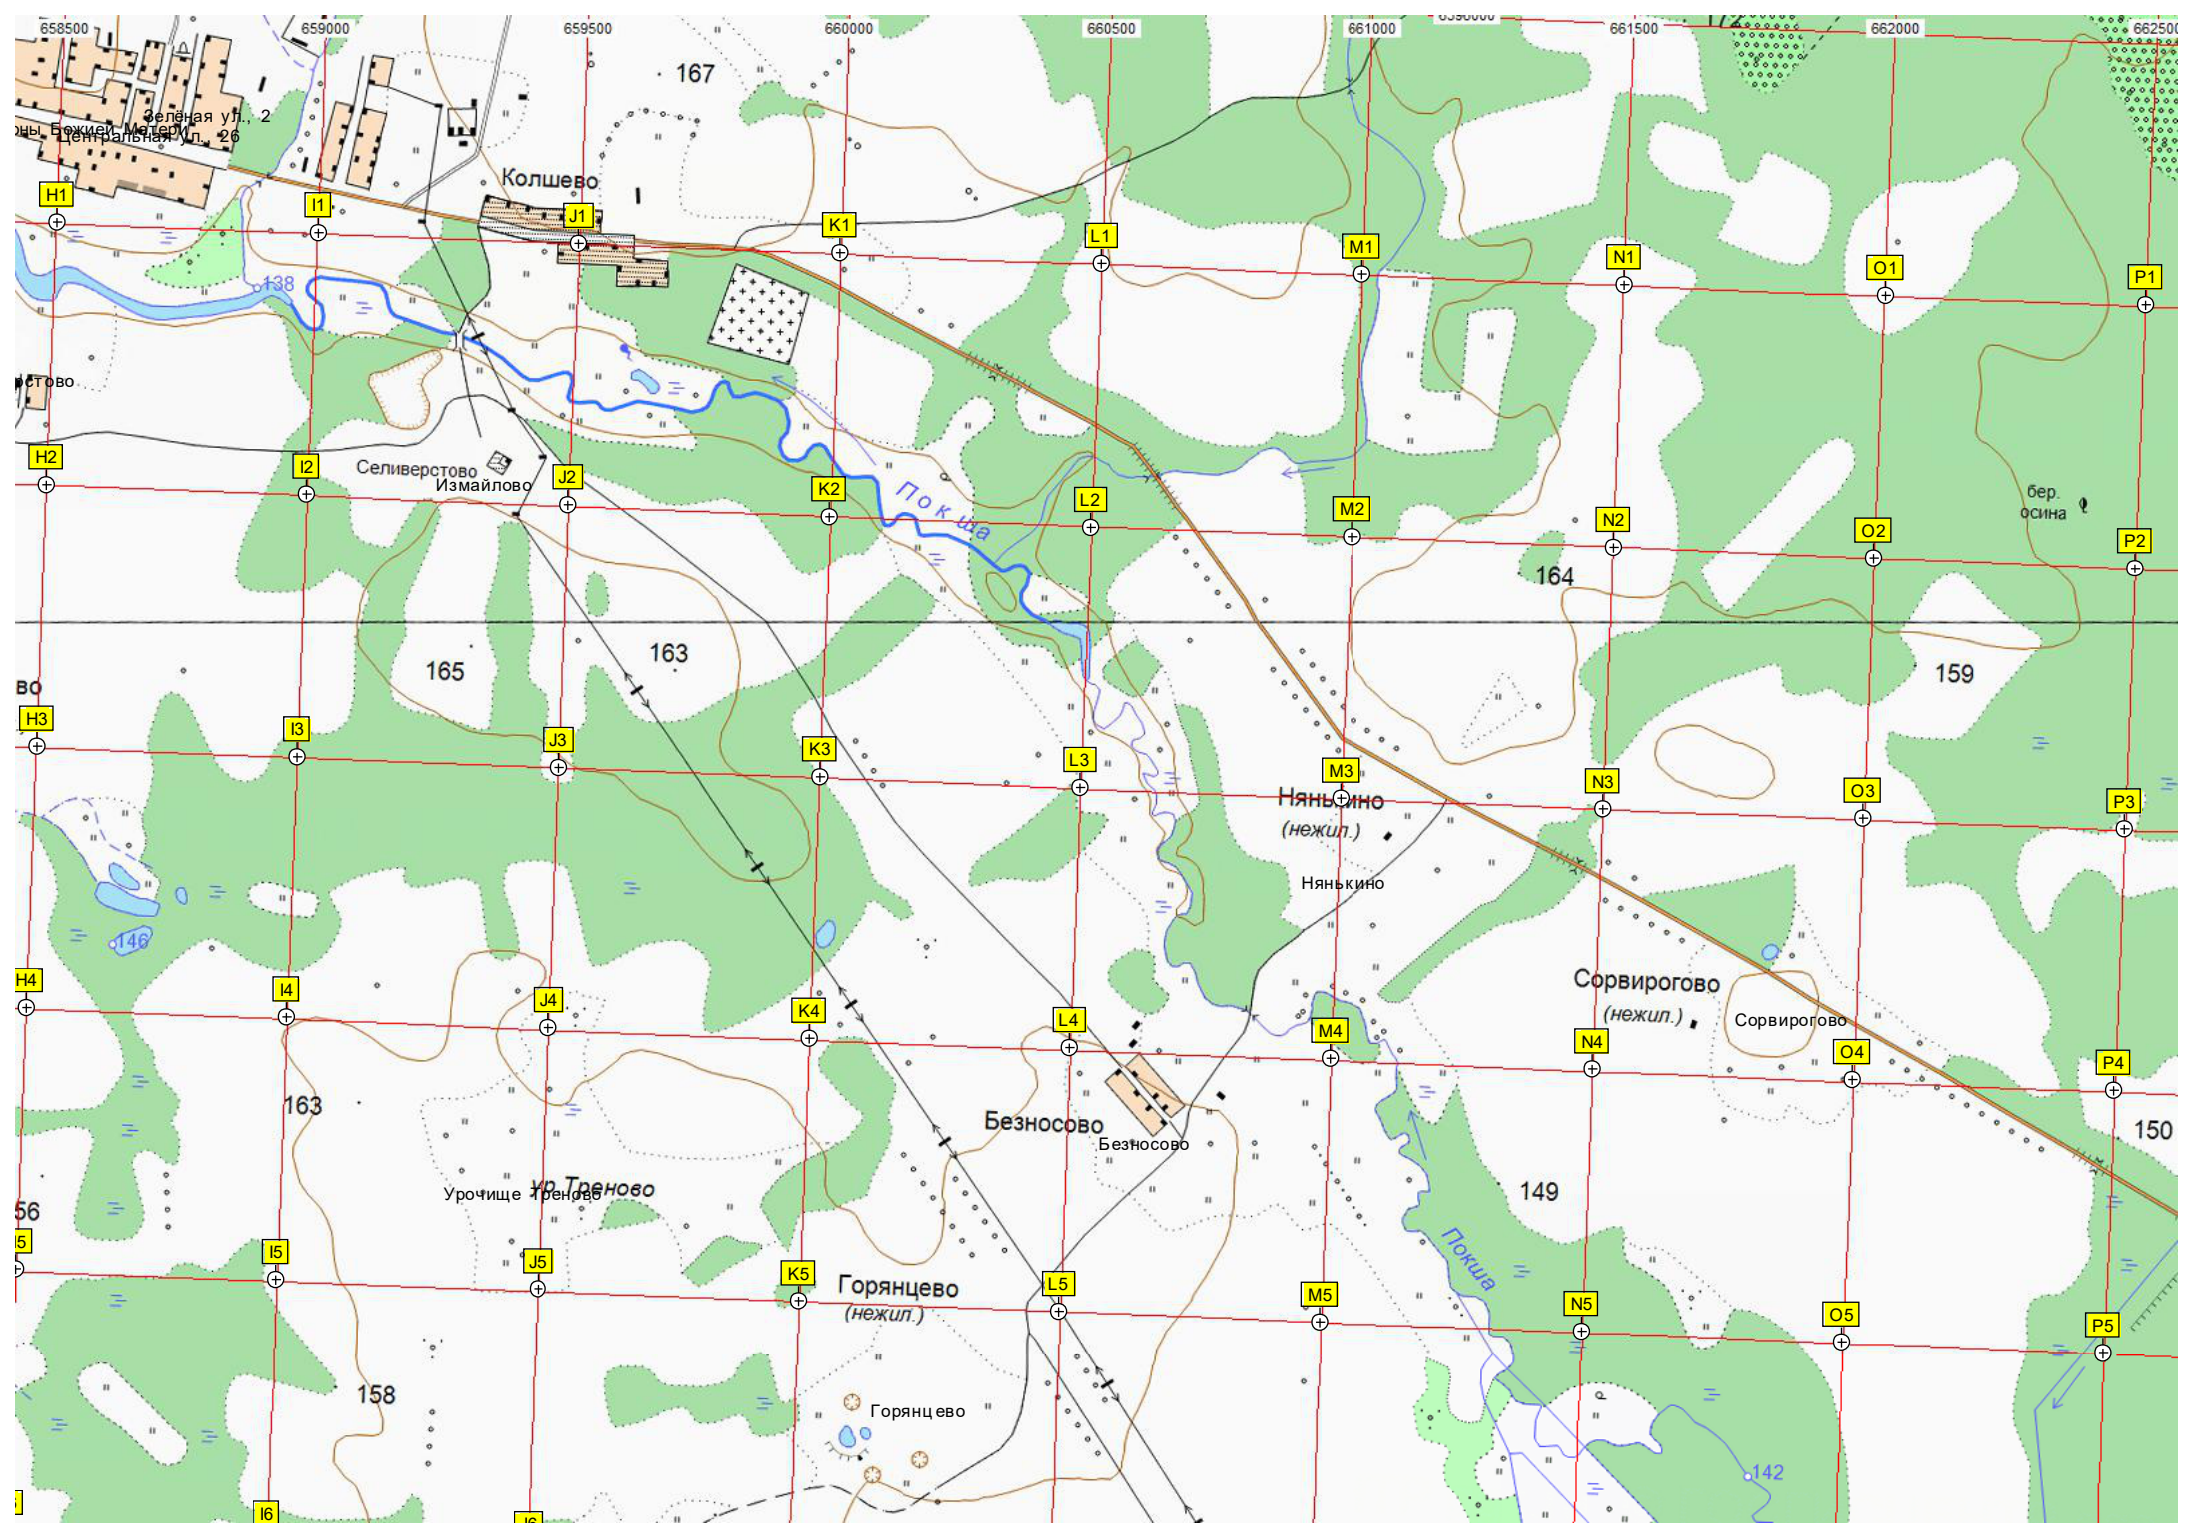 658500 659000 659500 660000 660500 661000 661500 662000 662500
167
Зелёная ул., 2
Божией Матери
Центральная ул., 26
Колшево
H1 I1 J1 K1 L1 M1 N1 O1 P1
138
H2 I2 J2 K2 L2 M2 N2 O2 P2
Селиверстово
Измайлово
Покша
бер.
осина
164
165
163
159
во
H3 I3 J3 K3 L3 M3 N3 O3 P3
Нянькино
(нежил.)
Нянькино
146
Сорвирогово
(нежил.)
Сорвирогово
H4 I4 J4 K4 L4 M4 N4 O4 P4
163
Безносово
Безносово
150
ур.Треново
Урочище Треново
149
56
Покша
I5 J5 K5 L5 M5 N5 O5 P5
Горянцево
(нежил.)
158
Горянцево
142
I6